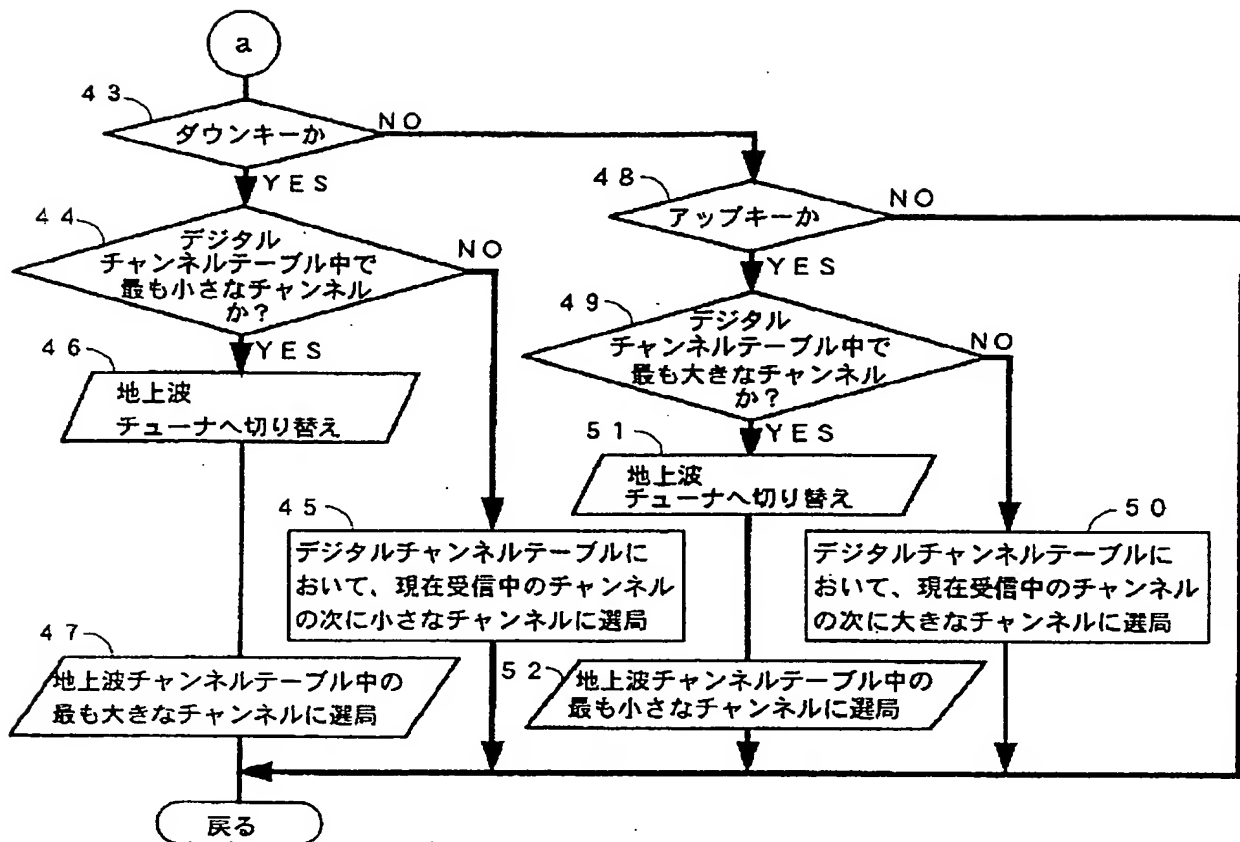 a
43
ダウンキーか
NO
YES
44
デジタル
チャンネルテーブル中で
最も小さなチャンネル
か?
NO
YES
46
地上波
チューナへ切り替え
45
デジタルチャンネルテーブルに
おいて、現在受信中のチャンネル
の次に小さなチャンネルに選局
47
地上波チャンネルテーブル中の
最も大きなチャンネルに選局
48
アップキーか
NO
YES
49
デジタル
チャンネルテーブル中で
最も大きなチャンネル
か?
NO
YES
51
地上波
チューナへ切り替え
50
デジタルチャンネルテーブルに
おいて、現在受信中のチャンネル
の次に大きなチャンネルに選局
52
地上波チャンネルテーブル中の
最も小さなチャンネルに選局
戻る